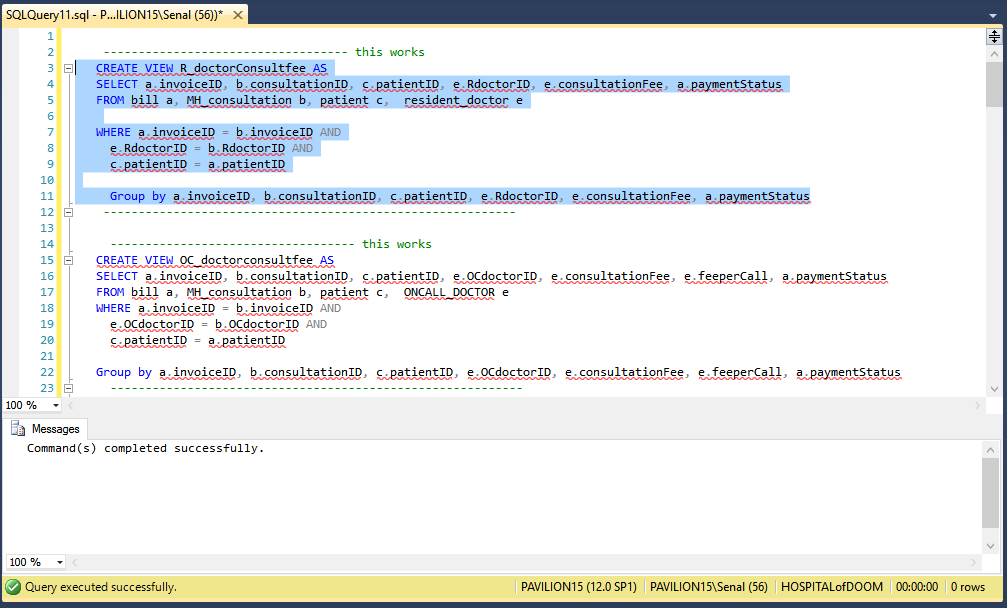 SQLQuery11.sql - P...ILION15\Senal (56))* ×
1
2 ----------------------------------- this works
3 CREATE VIEW R_doctorConsultfee AS
4 SELECT a.invoiceID, b.consultationID, c.patientID, e.RdoctorID, e.consultationFee, a.paymentStatus
5 FROM bill a, MH_consultation b, patient c, resident_doctor e
6
7 WHERE a.invoiceID = b.invoiceID AND
8 e.RdoctorID = b.RdoctorID AND
9 c.patientID = a.patientID
10
11 Group by a.invoiceID, b.consultationID, c.patientID, e.RdoctorID, e.consultationFee, a.paymentStatus
12 -----------------------------------------------------------
13
14 ----------------------------------- this works
15 CREATE VIEW OC_doctorconsultfee AS
16 SELECT a.invoiceID, b.consultationID, c.patientID, e.OCdoctorID, e.consultationFee, e.feeperCall, a.paymentStatus
17 FROM bill a, MH_consultation b, patient c, ONCALL_DOCTOR e
18 WHERE a.invoiceID = b.invoiceID AND
19 e.OCdoctorID = b.OCdoctorID AND
20 c.patientID = a.patientID
21
22 Group by a.invoiceID, b.consultationID, c.patientID, e.OCdoctorID, e.consultationFee, e.feeperCall, a.paymentStatus
23 -----------------------------------------------------------
100 %
Messages
Command(s) completed successfully.
100 %
Query executed successfully. PAVILION15 (12.0 SP1) PAVILION15\Senal (56) HOSPITALofDOOM 00:00:00 0 rows